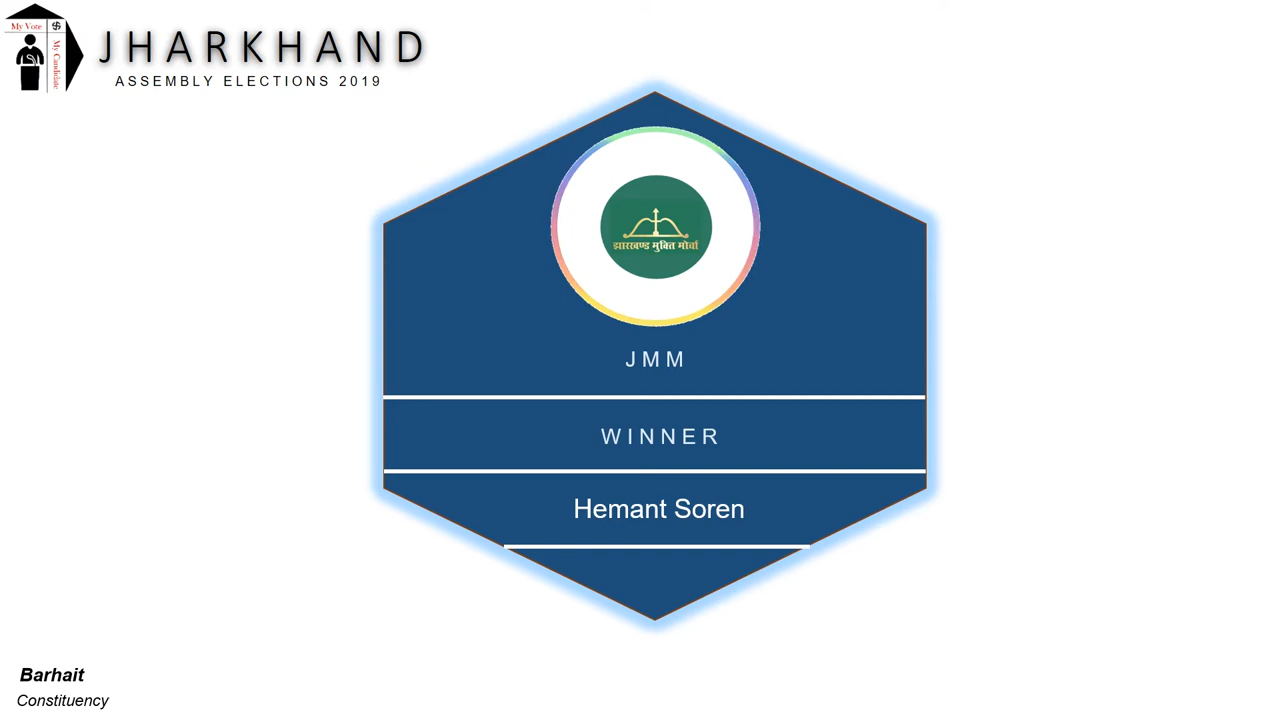 My Vote
My Candidate
JHARKHAND
ASSEMBLY ELECTIONS 2019
झारखण्ड मुक्ति मोर्चा
JMM
WINNER
Hemant Soren
Barhait
Constituency